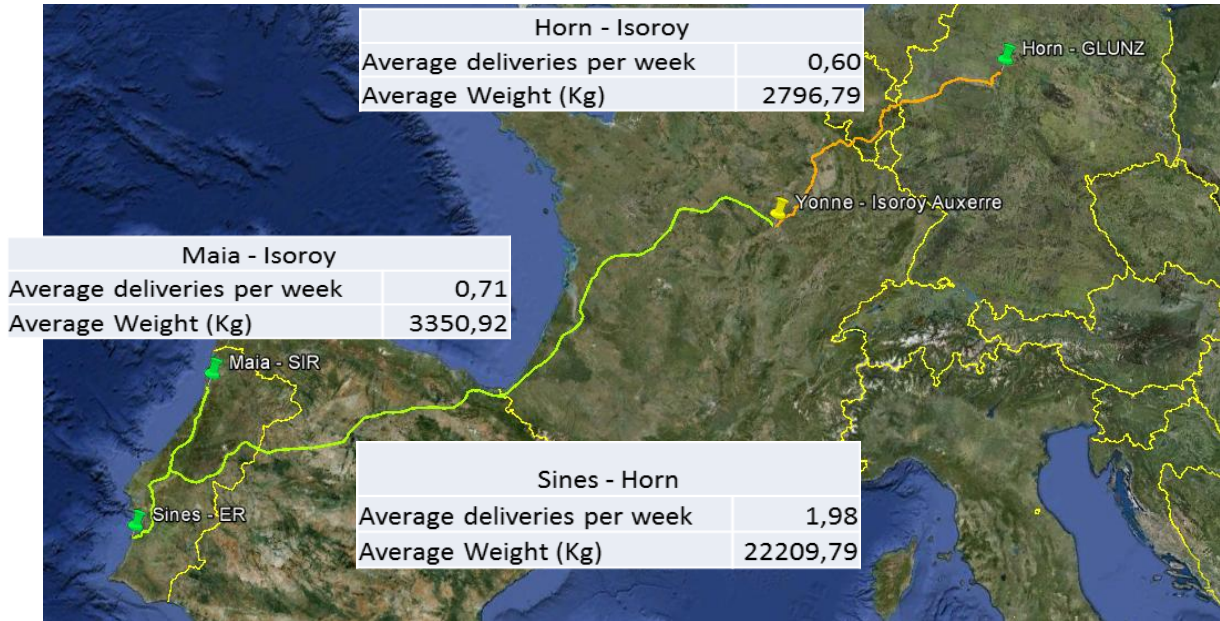 Horn - Isoroy
Average deliveries per week 0,60
Average Weight (Kg) 2796,79
Horn - GLUNZ
Yonne - Isoroy Auxerre
Maia - Isoroy
Average deliveries per week 0,71
Average Weight (Kg) 3350,92
Maia - SIR
Sines - Horn
Average deliveries per week 1,98
Average Weight (Kg) 22209,79
Sines - ER